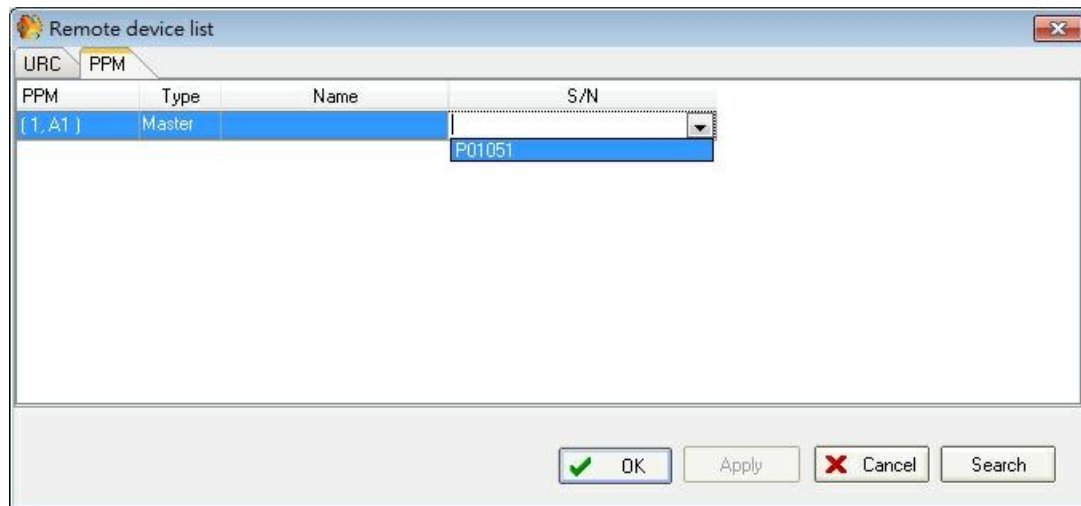 Remote device list
URC PPM
PPM Type Name S/N
( 1, A1 ) Master
P01051
OK Apply Cancel Search